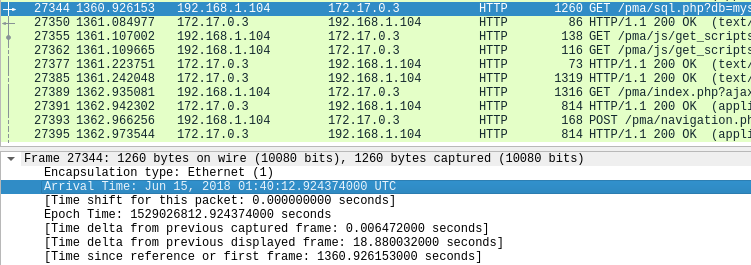 27344 1360.926153 192.168.1.104 172.17.0.3 HTTP 1260 GET /pma/sql.php?db=mys
27350 1361.084977 172.17.0.3 192.168.1.104 HTTP 86 HTTP/1.1 200 OK (text/
27355 1361.107002 192.168.1.104 172.17.0.3 HTTP 138 GET /pma/js/get_scripts
27362 1361.109665 192.168.1.104 172.17.0.3 HTTP 116 GET /pma/js/get_scripts
27377 1361.223751 172.17.0.3 192.168.1.104 HTTP 73 HTTP/1.1 200 OK (text/
27385 1361.242048 172.17.0.3 192.168.1.104 HTTP 1319 HTTP/1.1 200 OK (text/
27389 1362.935081 192.168.1.104 172.17.0.3 HTTP 1316 GET /pma/index.php?ajax
27391 1362.942302 172.17.0.3 192.168.1.104 HTTP 814 HTTP/1.1 200 OK (appli
27393 1362.966256 192.168.1.104 172.17.0.3 HTTP 168 POST /pma/navigation.ph
27395 1362.973544 172.17.0.3 192.168.1.104 HTTP 814 HTTP/1.1 200 OK (appli
Frame 27344: 1260 bytes on wire (10080 bits), 1260 bytes captured (10080 bits)
Encapsulation type: Ethernet (1)
Arrival Time: Jun 15, 2018 01:40:12.924374000 UTC
[Time shift for this packet: 0.000000000 seconds]
Epoch Time: 1529026812.924374000 seconds
[Time delta from previous captured frame: 0.006472000 seconds]
[Time delta from previous displayed frame: 18.880032000 seconds]
[Time since reference or first frame: 1360.926153000 seconds]